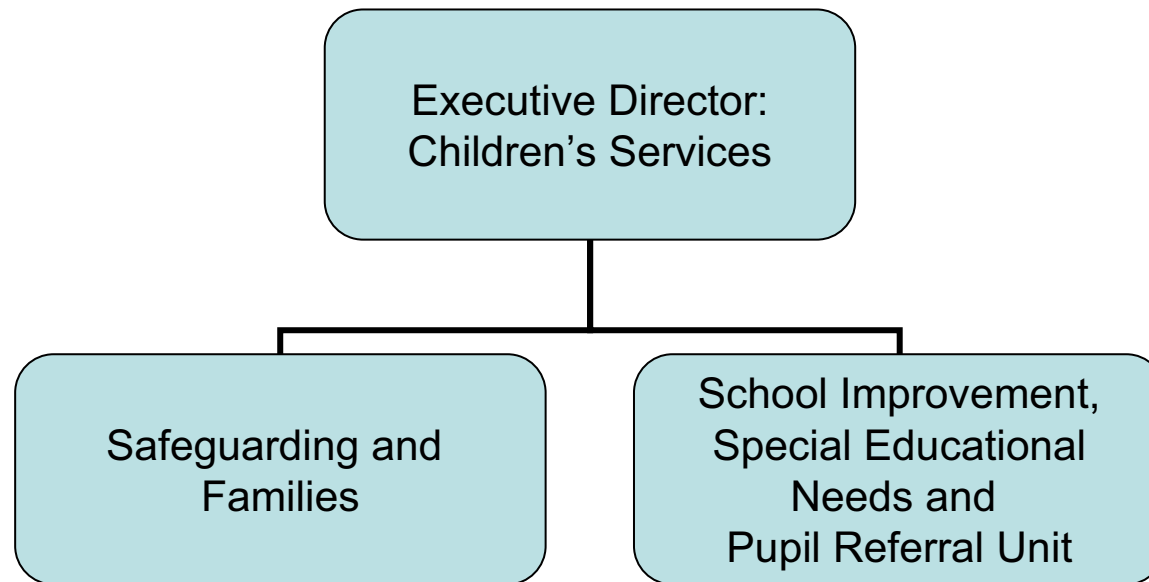 Executive Director:
Children’s Services
Safeguarding and
Families
School Improvement,
Special Educational
Needs and
Pupil Referral Unit